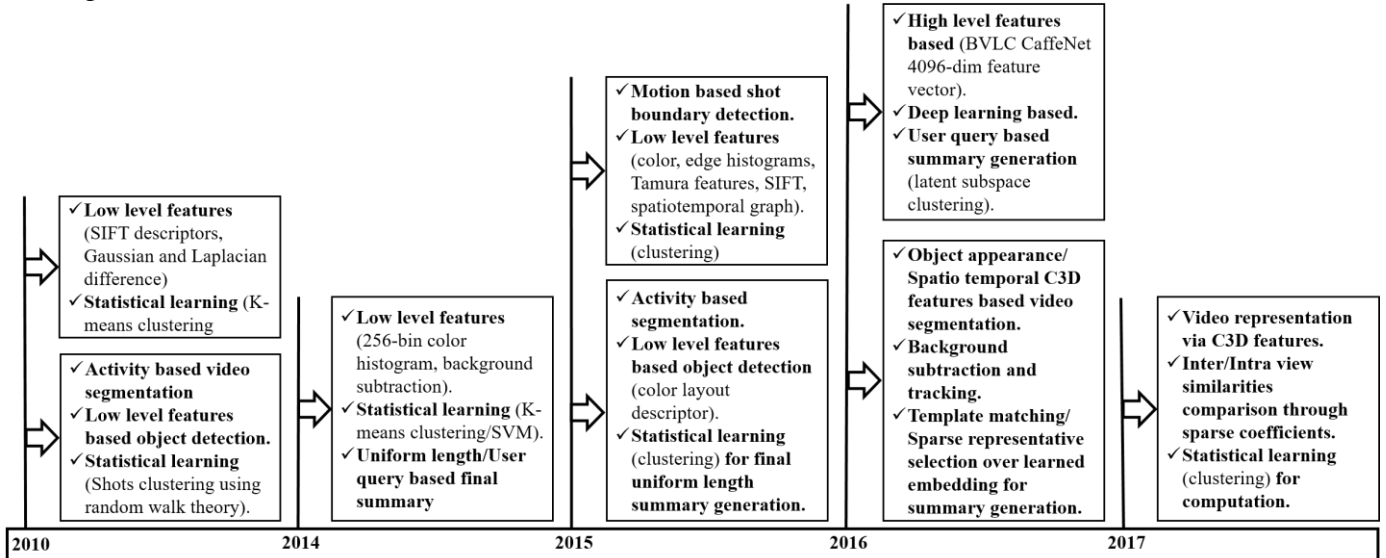 ✓Low level features
(SIFT descriptors,
Gaussian and Laplacian
difference)
✓Statistical learning (K-
means clustering
✓Activity based video
segmentation
✓Low level features
based object detection.
✓Statistical learning
(Shots clustering using
random walk theory).
✓Low level features
(256-bin color
histogram, background
subtraction).
✓Statistical learning (K-
means clustering/SVM).
✓Uniform length/User
query based final
summary
✓Motion based shot
boundary detection.
✓Low level features
(color, edge histograms,
Tamura features, SIFT,
spatiotemporal graph).
✓Statistical learning
(clustering)
✓Activity based
segmentation.
✓Low level features
based object detection
(color layout
descriptor).
✓Statistical learning
(clustering) for final
uniform length
summary generation.
✓High level features
based (BVLC CaffeNet
4096-dim feature
vector).
✓Deep learning based.
✓User query based
summary generation
(latent subspace
clustering).
✓Object appearance/
Spatio temporal C3D
features based video
segmentation.
✓Background
subtraction and
tracking.
✓Template matching/
Sparse representative
selection over learned
embedding for
summary generation.
✓Video representation
via C3D features.
✓Inter/Intra view
similarities
comparison through
sparse coefficients.
✓Statistical learning
(clustering) for
computation.
2010
2014
2015
2016
2017